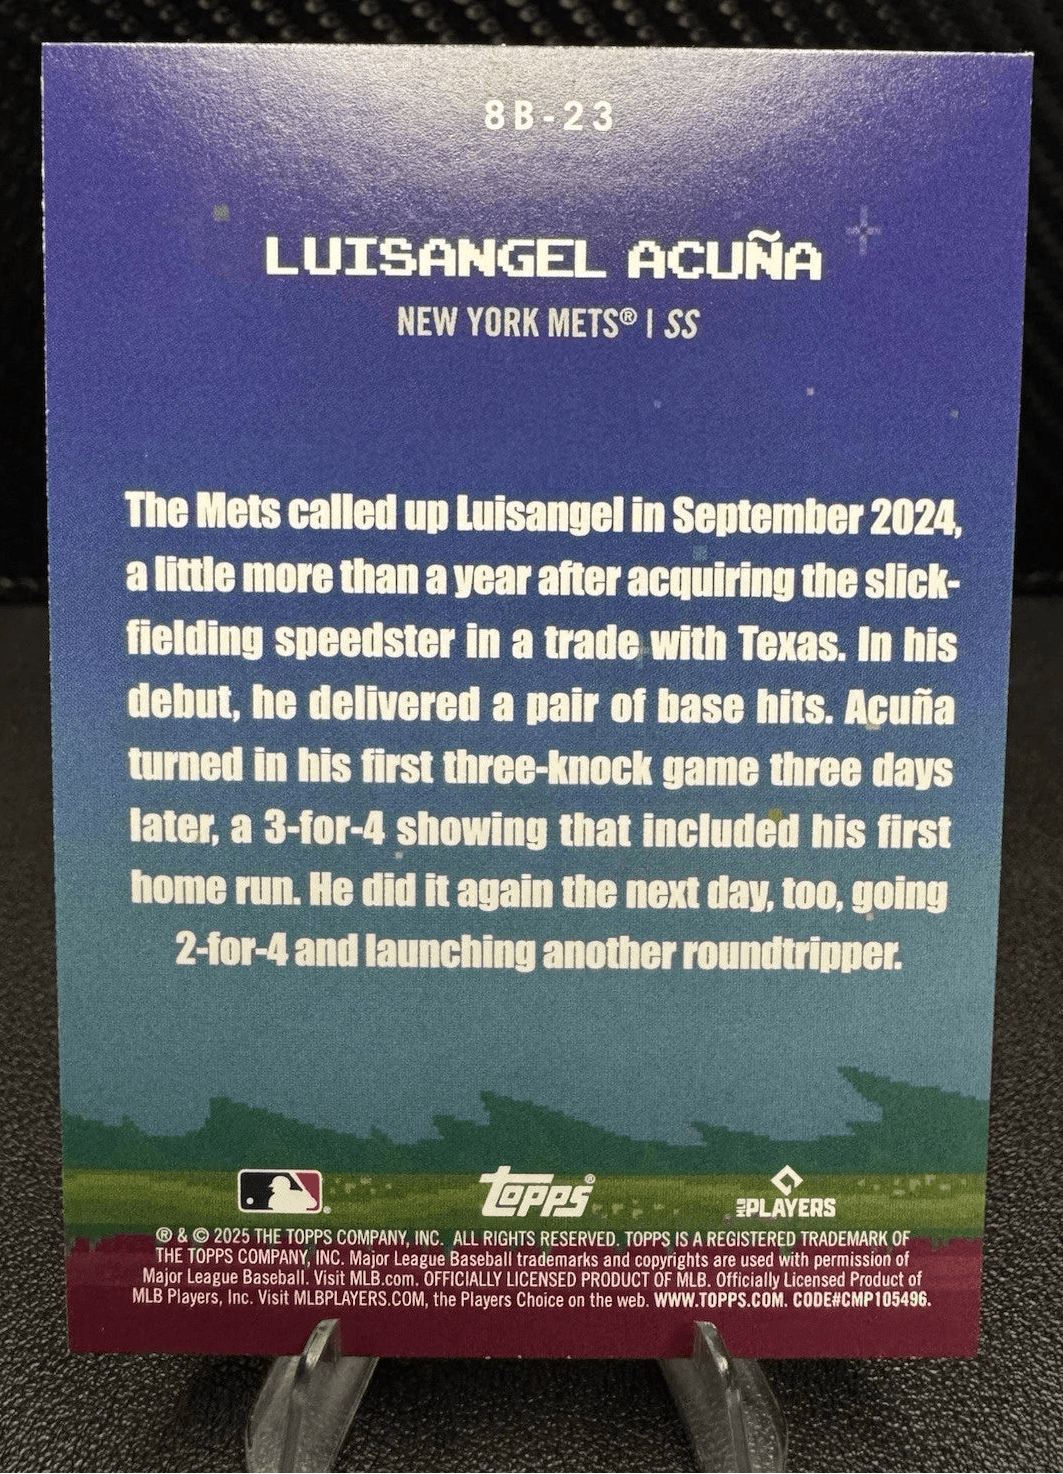 8B-23
LUISANGEL ACUÑA
NEW YORK METS® | SS
The Mets called up Luisangel in September 2024,
a little more than a year after acquiring the slick-
fielding speedster in a trade with Texas. In his
debut, he delivered a pair of base hits. Acuña
turned in his first three-knock game three days
later, a 3-for-4 showing that included his first
home run. He did it again the next day, too, going
2-for-4 and launching another roundtripper.
® topps® MLB PLAYERS
® & © 2025 THE TOPPS COMPANY, INC. ALL RIGHTS RESERVED. TOPPS IS A REGISTERED TRADEMARK OF
THE TOPPS COMPANY, INC. Major League Baseball trademarks and copyrights are used with permission of
Major League Baseball. Visit MLB.com. OFFICIALLY LICENSED PRODUCT OF MLB. Officially Licensed Product of
MLB Players, Inc. Visit MLBPLAYERS.COM, the Players Choice on the web. WWW.TOPPS.COM. CODE#CMP105496.